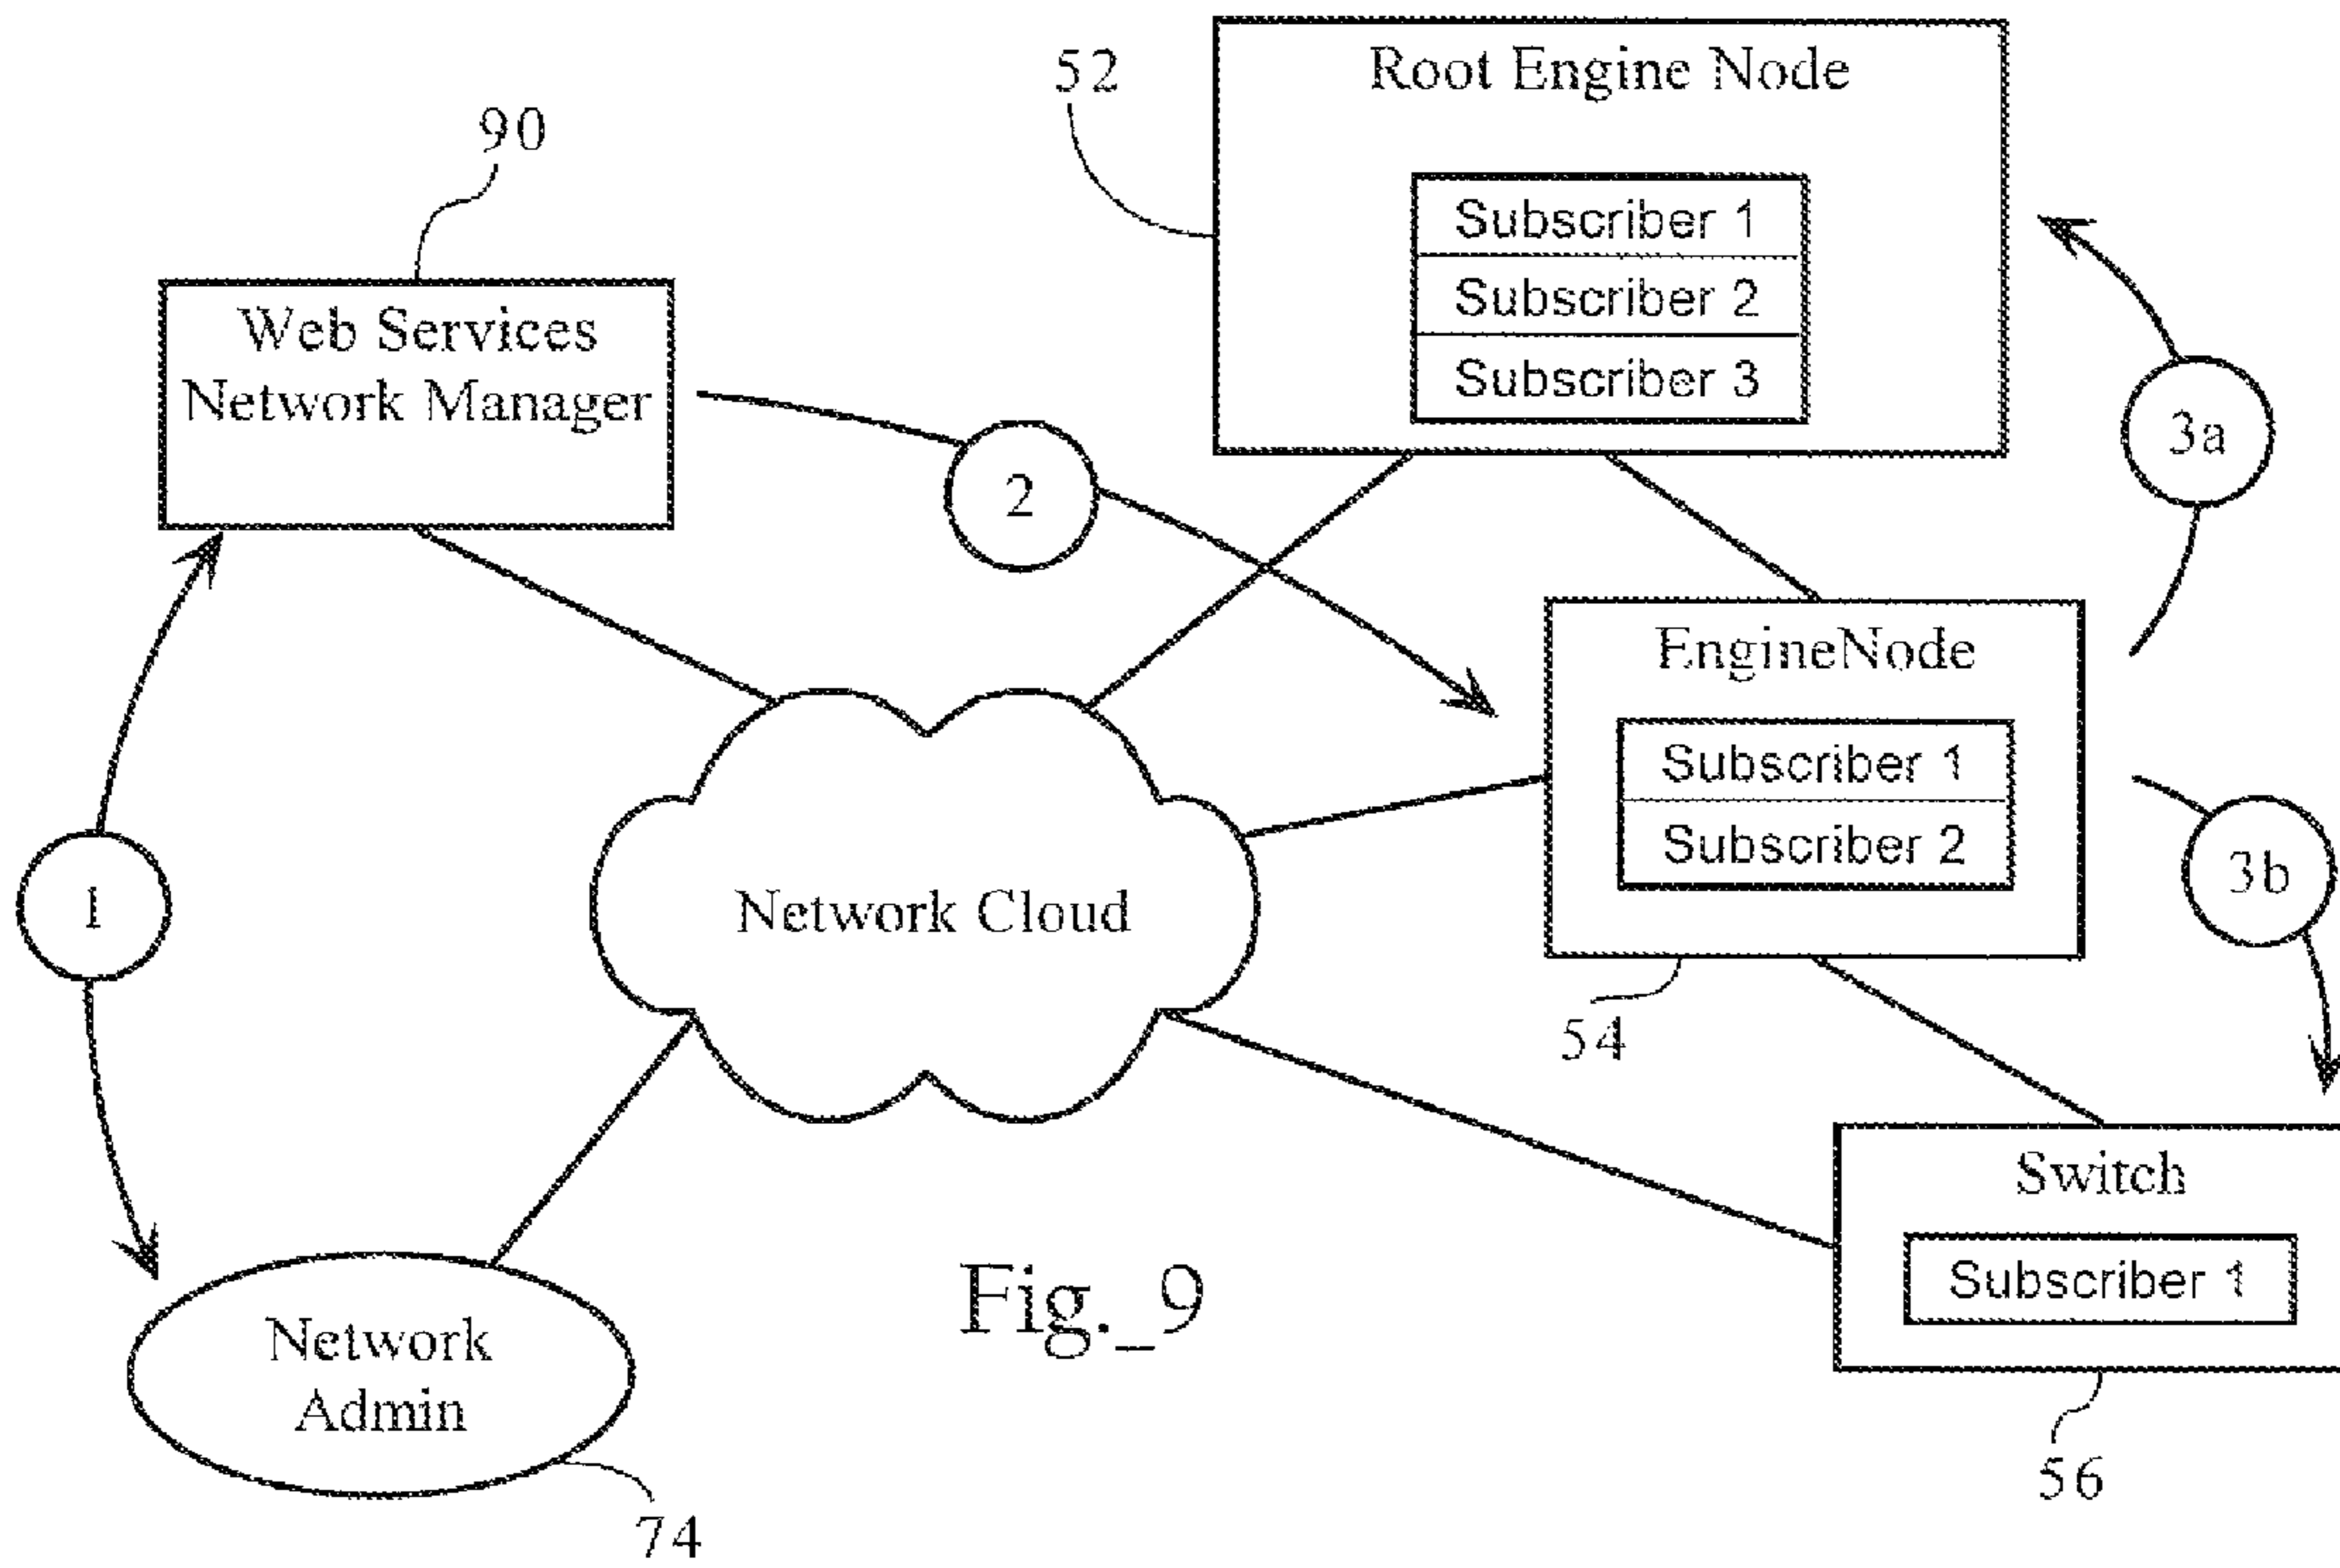 52
Root Engine Node
Subscriber 1
Subscriber 2
Subscriber 3
90
Web Services
Network Manager
2
3a
EngineNode
Subscriber 1
Subscriber 2
54
3b
1
Network Cloud
Switch
Subscriber 1
56
Network
Admin
74
Fig._9